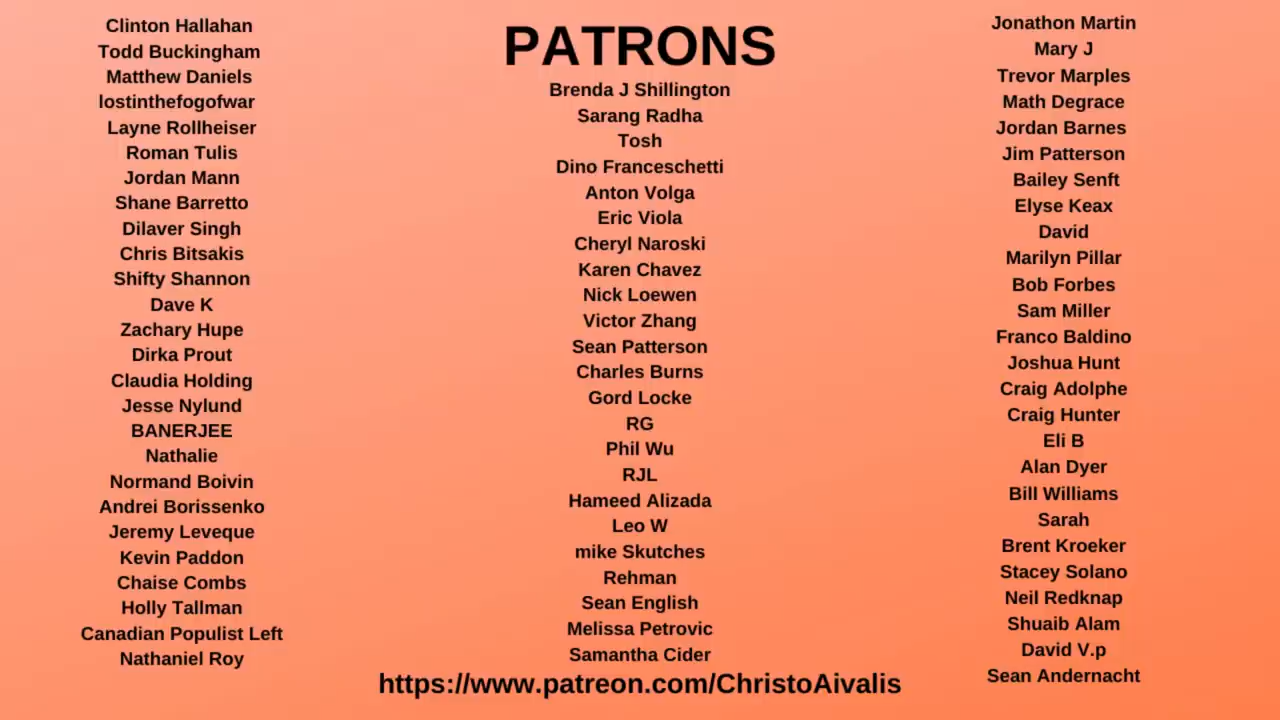 Clinton Hallahan
Todd Buckingham
Matthew Daniels
lostinthefogofwar
Layne Rollheiser
Roman Tulis
Jordan Mann
Shane Barretto
Dilaver Singh
Chris Bitsakis
Shifty Shannon
Dave K
Zachary Hupe
Dirka Prout
Claudia Holding
Jesse Nylund
BANERJEE
Nathalie
Normand Boivin
Andrei Borissenko
Jeremy Leveque
Kevin Paddon
Chaise Combs
Holly Tallman
Canadian Populist Left
Nathaniel Roy
PATRONS
Brenda J Shillington
Sarang Radha
Tosh
Dino Franceschetti
Anton Volga
Eric Viola
Cheryl Naroski
Karen Chavez
Nick Loewen
Victor Zhang
Sean Patterson
Charles Burns
Gord Locke
RG
Phil Wu
RJL
Hameed Alizada
Leo W
mike Skutches
Rehman
Sean English
Melissa Petrovic
Samantha Cider
https://www.patreon.com/ChristoAivalis
Jonathon Martin
Mary J
Trevor Marples
Math Degrace
Jordan Barnes
Jim Patterson
Bailey Senft
Elyse Keax
David
Marilyn Pillar
Bob Forbes
Sam Miller
Franco Baldino
Joshua Hunt
Craig Adolphe
Craig Hunter
Eli B
Alan Dyer
Bill Williams
Sarah
Brent Kroeker
Stacey Solano
Neil Redknap
Shuaib Alam
David V.p
Sean Andernacht